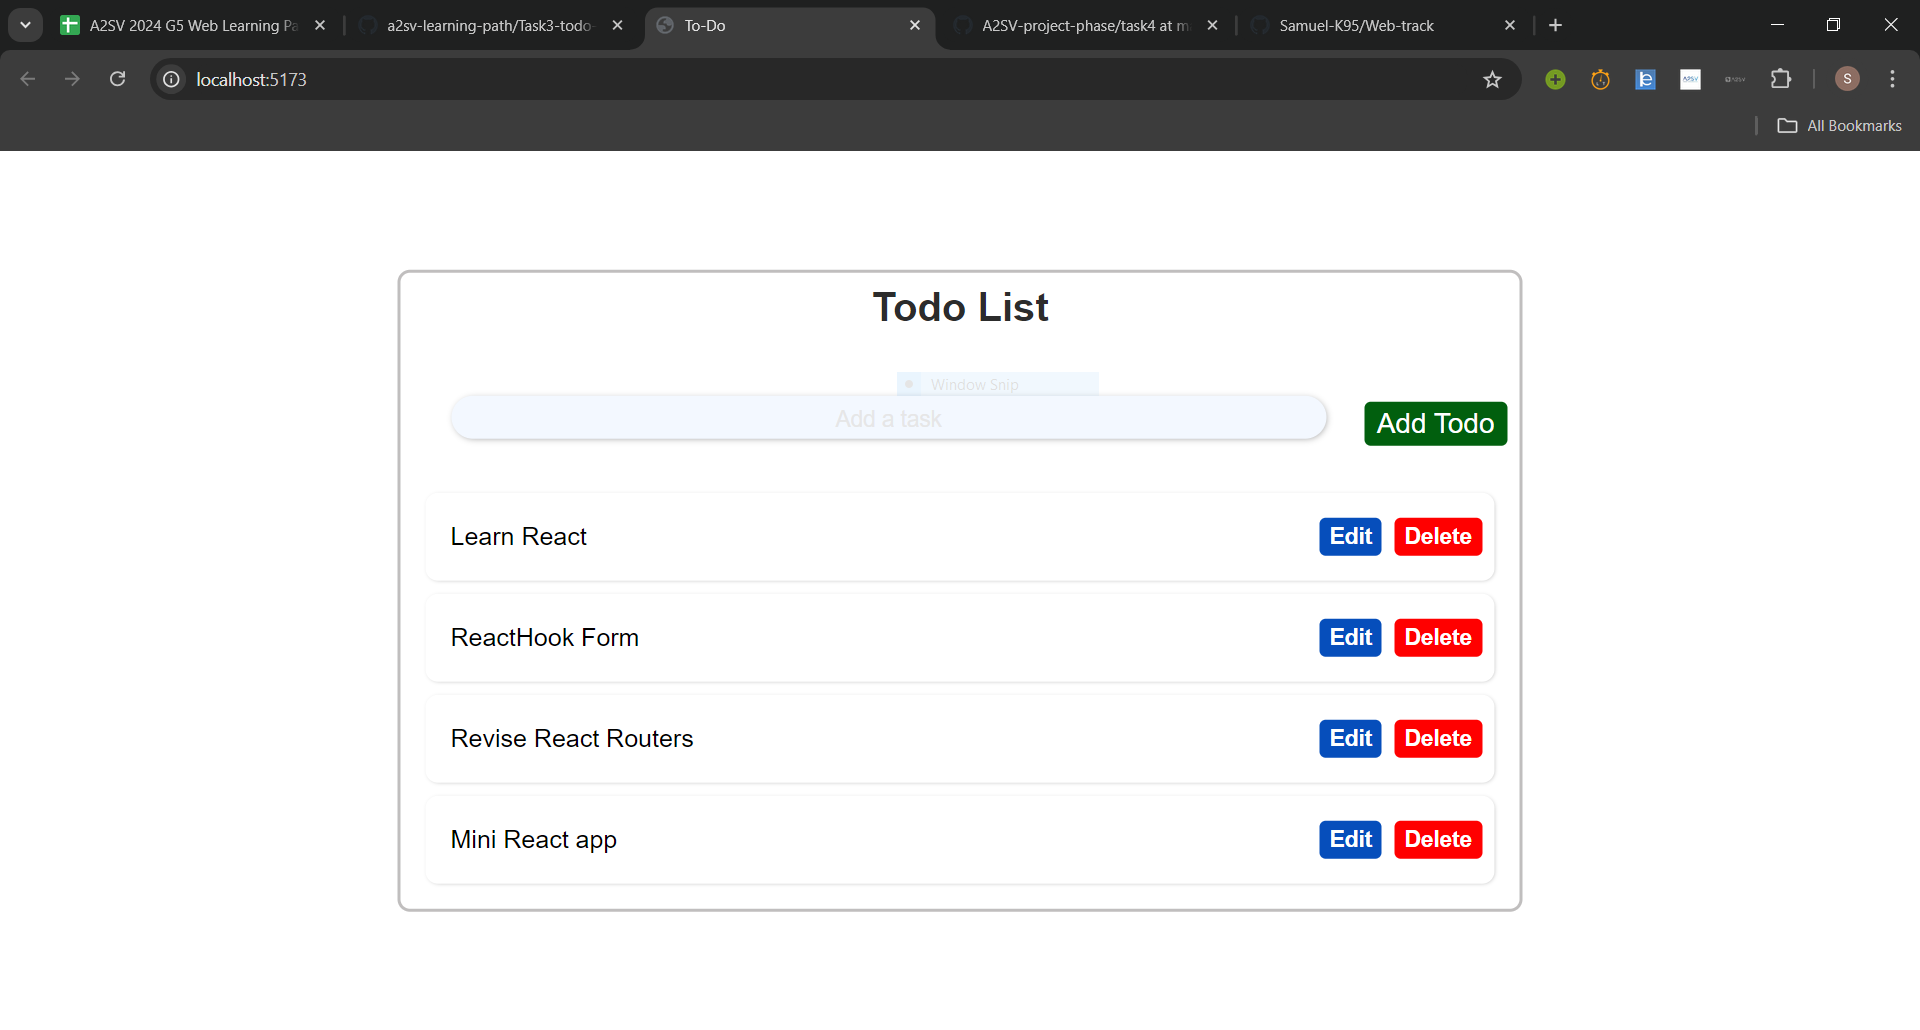 A2SV 2024 G5 Web Learning Pa
a2sv-learning-path/Task3-todo-
To-Do
A2SV-project-phase/task4 at m
Samuel-K95/Web-track
localhost:5173
S
All Bookmarks
Todo List
Window Snip
Add a task
Add Todo
Learn React Edit Delete
ReactHook Form Edit Delete
Revise React Routers Edit Delete
Mini React app Edit Delete